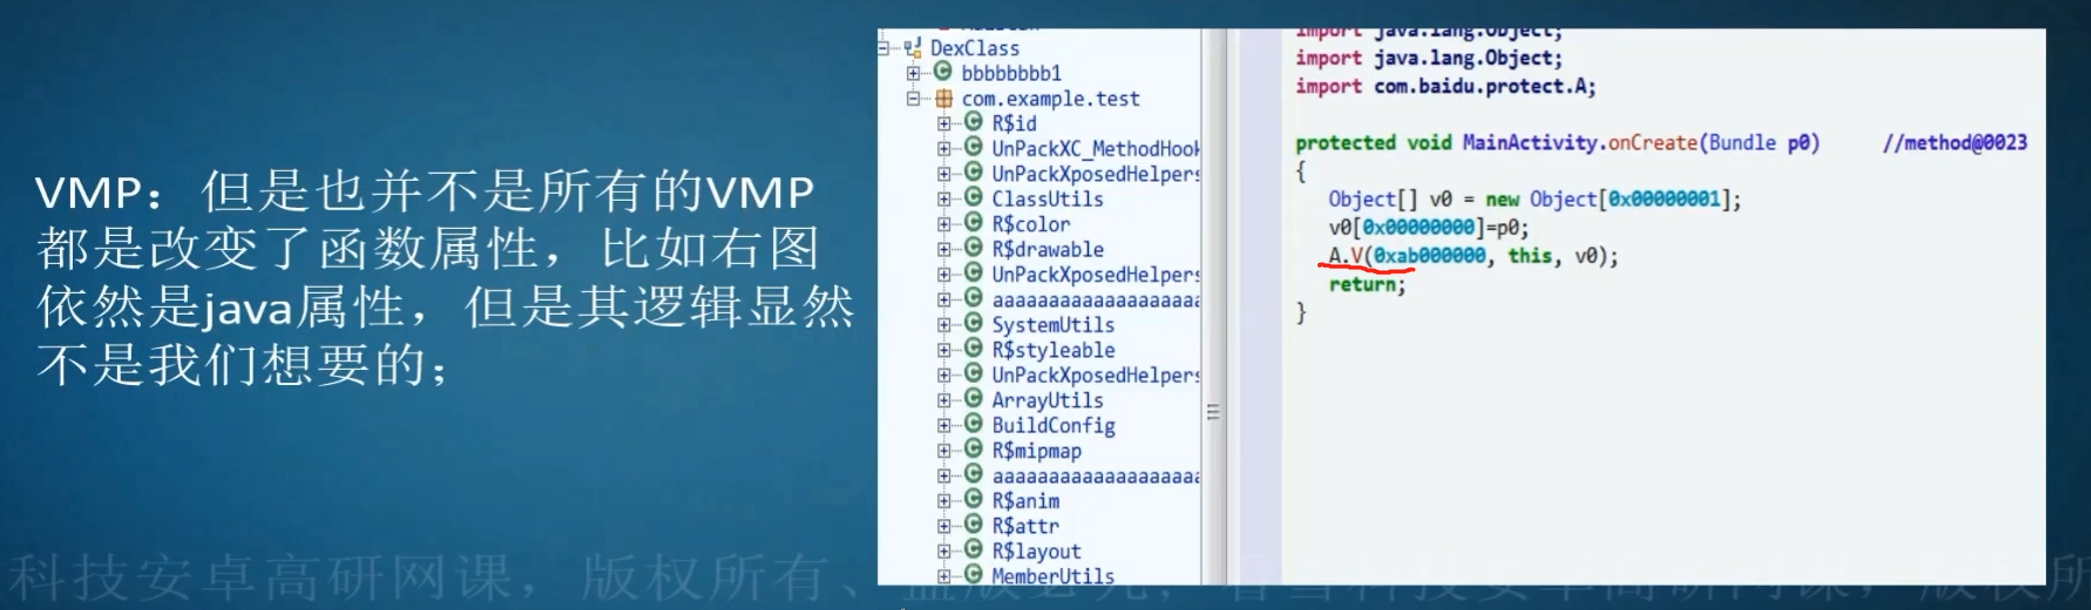 VMP：但是也并不是所有的VMP
都是改变了函数属性，比如右图
依然是java属性，但是其逻辑显然
不是我们想要的；
DexClass
bbbbbbbb1
com.example.test
R$id
UnPackXC_MethodHook
UnPackXposedHelpers
ClassUtils
R$color
R$drawable
UnPackXposedHelpers
SystemUtils
R$styleable
UnPackXposedHelpers
ArrayUtils
BuildConfig
R$mipmap
R$anim
R$attr
R$layout
MemberUtils
import java.lang.Object;
import java.lang.Object;
import com.baidu.protect.A;
protected void MainActivity.onCreate(Bundle p0) //method@0023
{
Object[] v0 = new Object[0x00000001];
v0[0x00000000]=p0;
A.V(0xab000000, this, v0);
return;
}
科技安卓高研网课，版权所有、
版权所